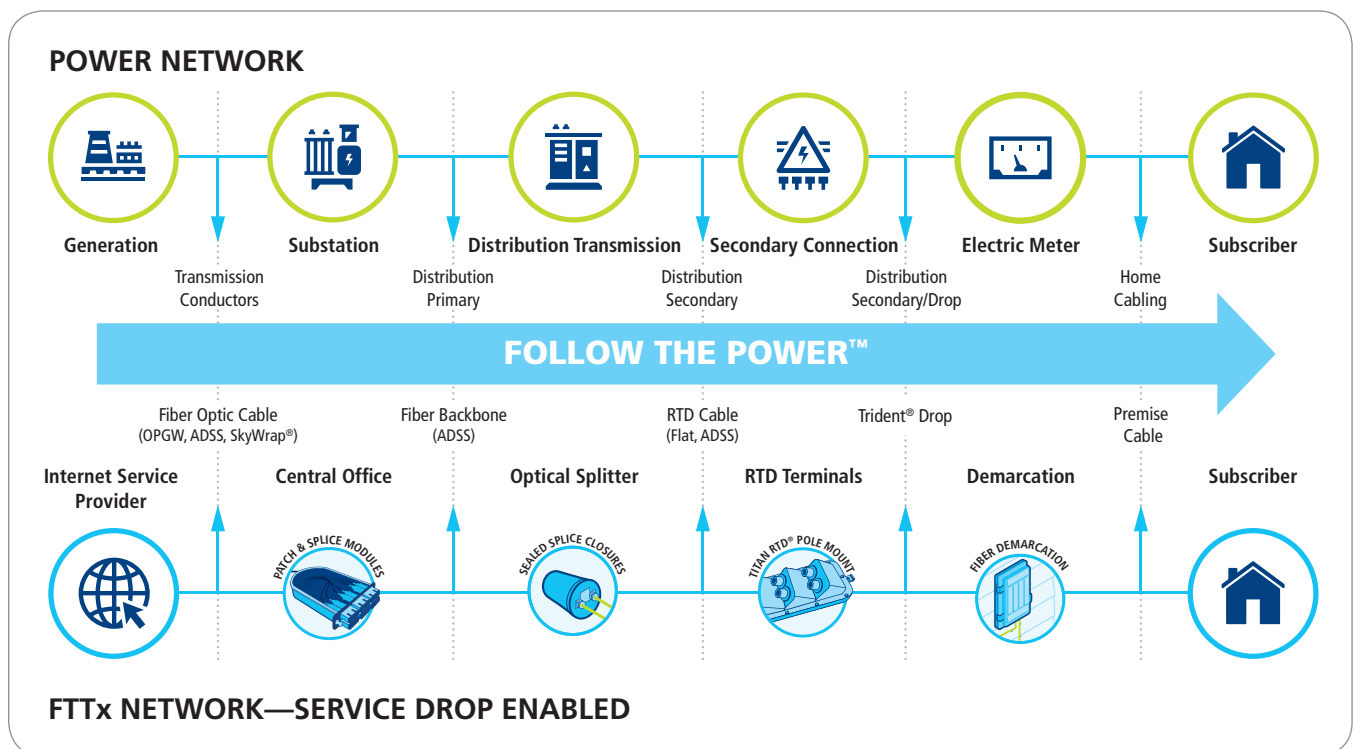 POWER NETWORK
Generation
Substation
Distribution Transmission
Secondary Connection
Electric Meter
Subscriber
Transmission
Conductors
Distribution
Primary
Distribution
Secondary
Distribution
Secondary/Drop
Home
Cabling
FOLLOW THE POWER™
Fiber Optic Cable
(OPGW, ADSS, SkyWrap®)
Fiber Backbone
(ADSS)
RTD Cable
(Flat, ADSS)
Trident® Drop
Premise
Cable
Internet Service
Provider
Central Office
Optical Splitter
RTD Terminals
Demarcation
Subscriber
PATCH & SPLICE MODULES
SEALED SPLICE CLOSURES
TITAN RTD® POLE MOUNT
FIBER DEMARCATION
FTTx NETWORK—SERVICE DROP ENABLED